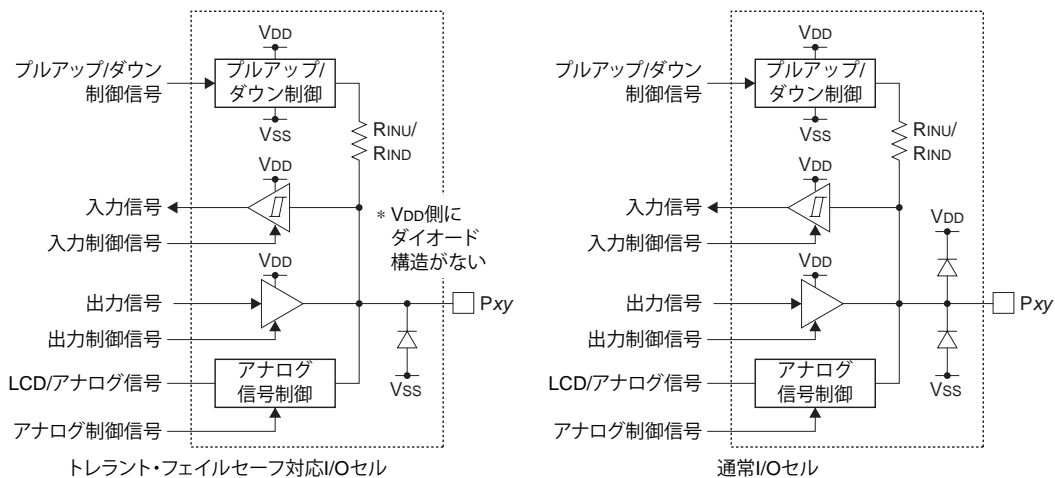 VDD
プルアップ/ダウン
制御信号
プルアップ/
ダウン制御
VSS
RINU/
RIND
VDD
入力信号
入力制御信号
* VDD側に
ダイオード
構造がない
VDD
出力信号
出力制御信号
Pxy
LCD/アナログ信号
アナログ
信号制御
VSS
アナログ制御信号
トレラント・フェイルセーフ対応I/Oセル
VDD
プルアップ/ダウン
制御信号
プルアップ/
ダウン制御
VSS
RINU/
RIND
VDD
入力信号
入力制御信号
VDD
VDD
出力信号
出力制御信号
Pxy
LCD/アナログ信号
アナログ
信号制御
VSS
アナログ制御信号
通常I/Oセル